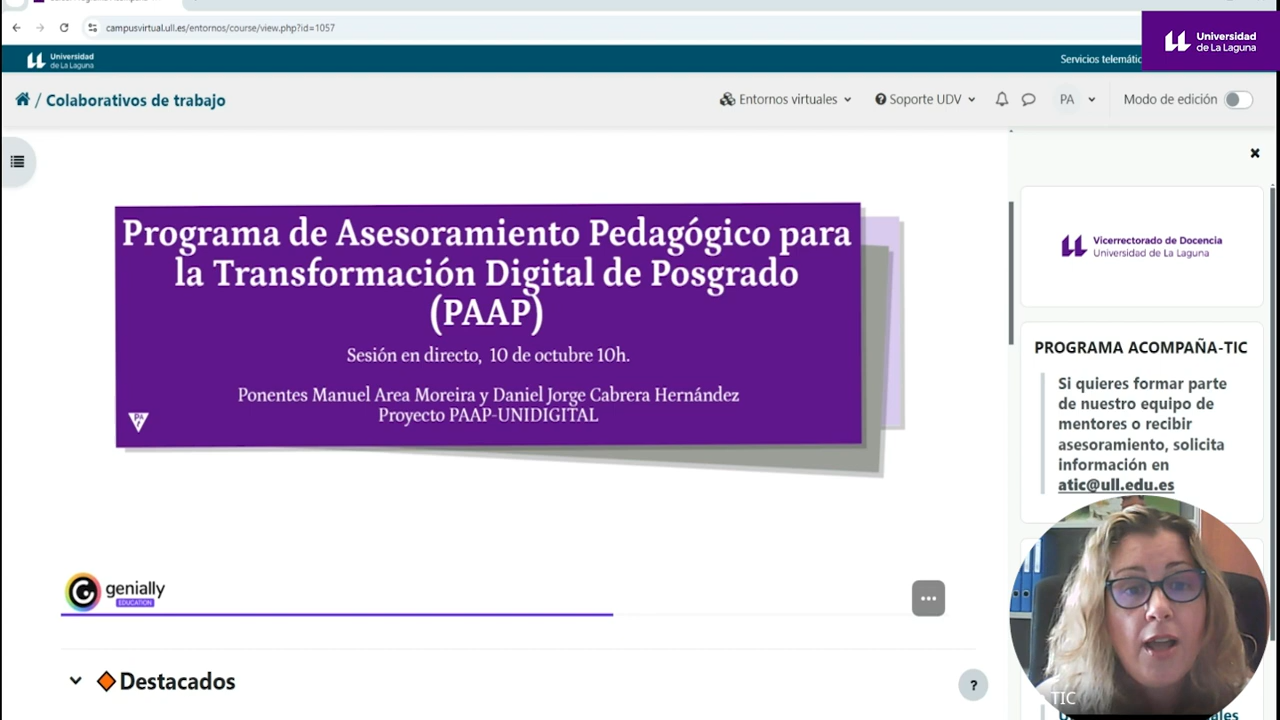 campusvirtual.ull.es/entornos/course/view.php?id=1057
Universidad
de La Laguna
Universidad
de La Laguna
Servicios telemátic
/ Colaborativos de trabajo
Entornos virtuales
Soporte UDV
PA
Modo de edición
Programa de Asesoramiento Pedagógico para
la Transformación Digital de Posgrado
(PAAP)
Sesión en directo, 10 de octubre 10h.
Ponentes Manuel Area Moreira y Daniel Jorge Cabrera Hernández
Proyecto PAAP-UNIDIGITAL
Vicerrectorado de Docencia
Universidad de La Laguna
PROGRAMA ACOMPAÑA-TIC
Si quieres formar parte
de nuestro equipo de
mentores o recibir
asesoramiento, solicita
información en
atic@ull.edu.es
genially
EDUCATION
Destacados
?
TIC